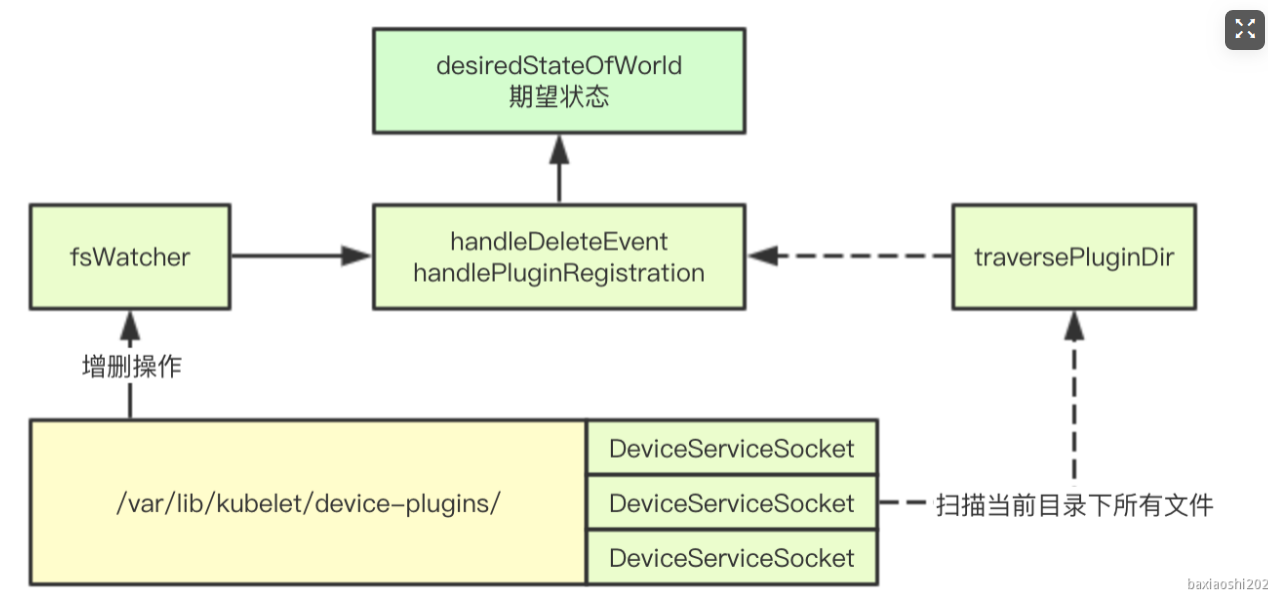 desiredStateOfWorld
期望状态
fsWatcher
handleDeleteEvent
handlePluginRegistration
traversePluginDir
增删操作
/var/lib/kubelet/device-plugins/
DeviceServiceSocket
DeviceServiceSocket
DeviceServiceSocket
扫描当前目录下所有文件
baxiaoshi202